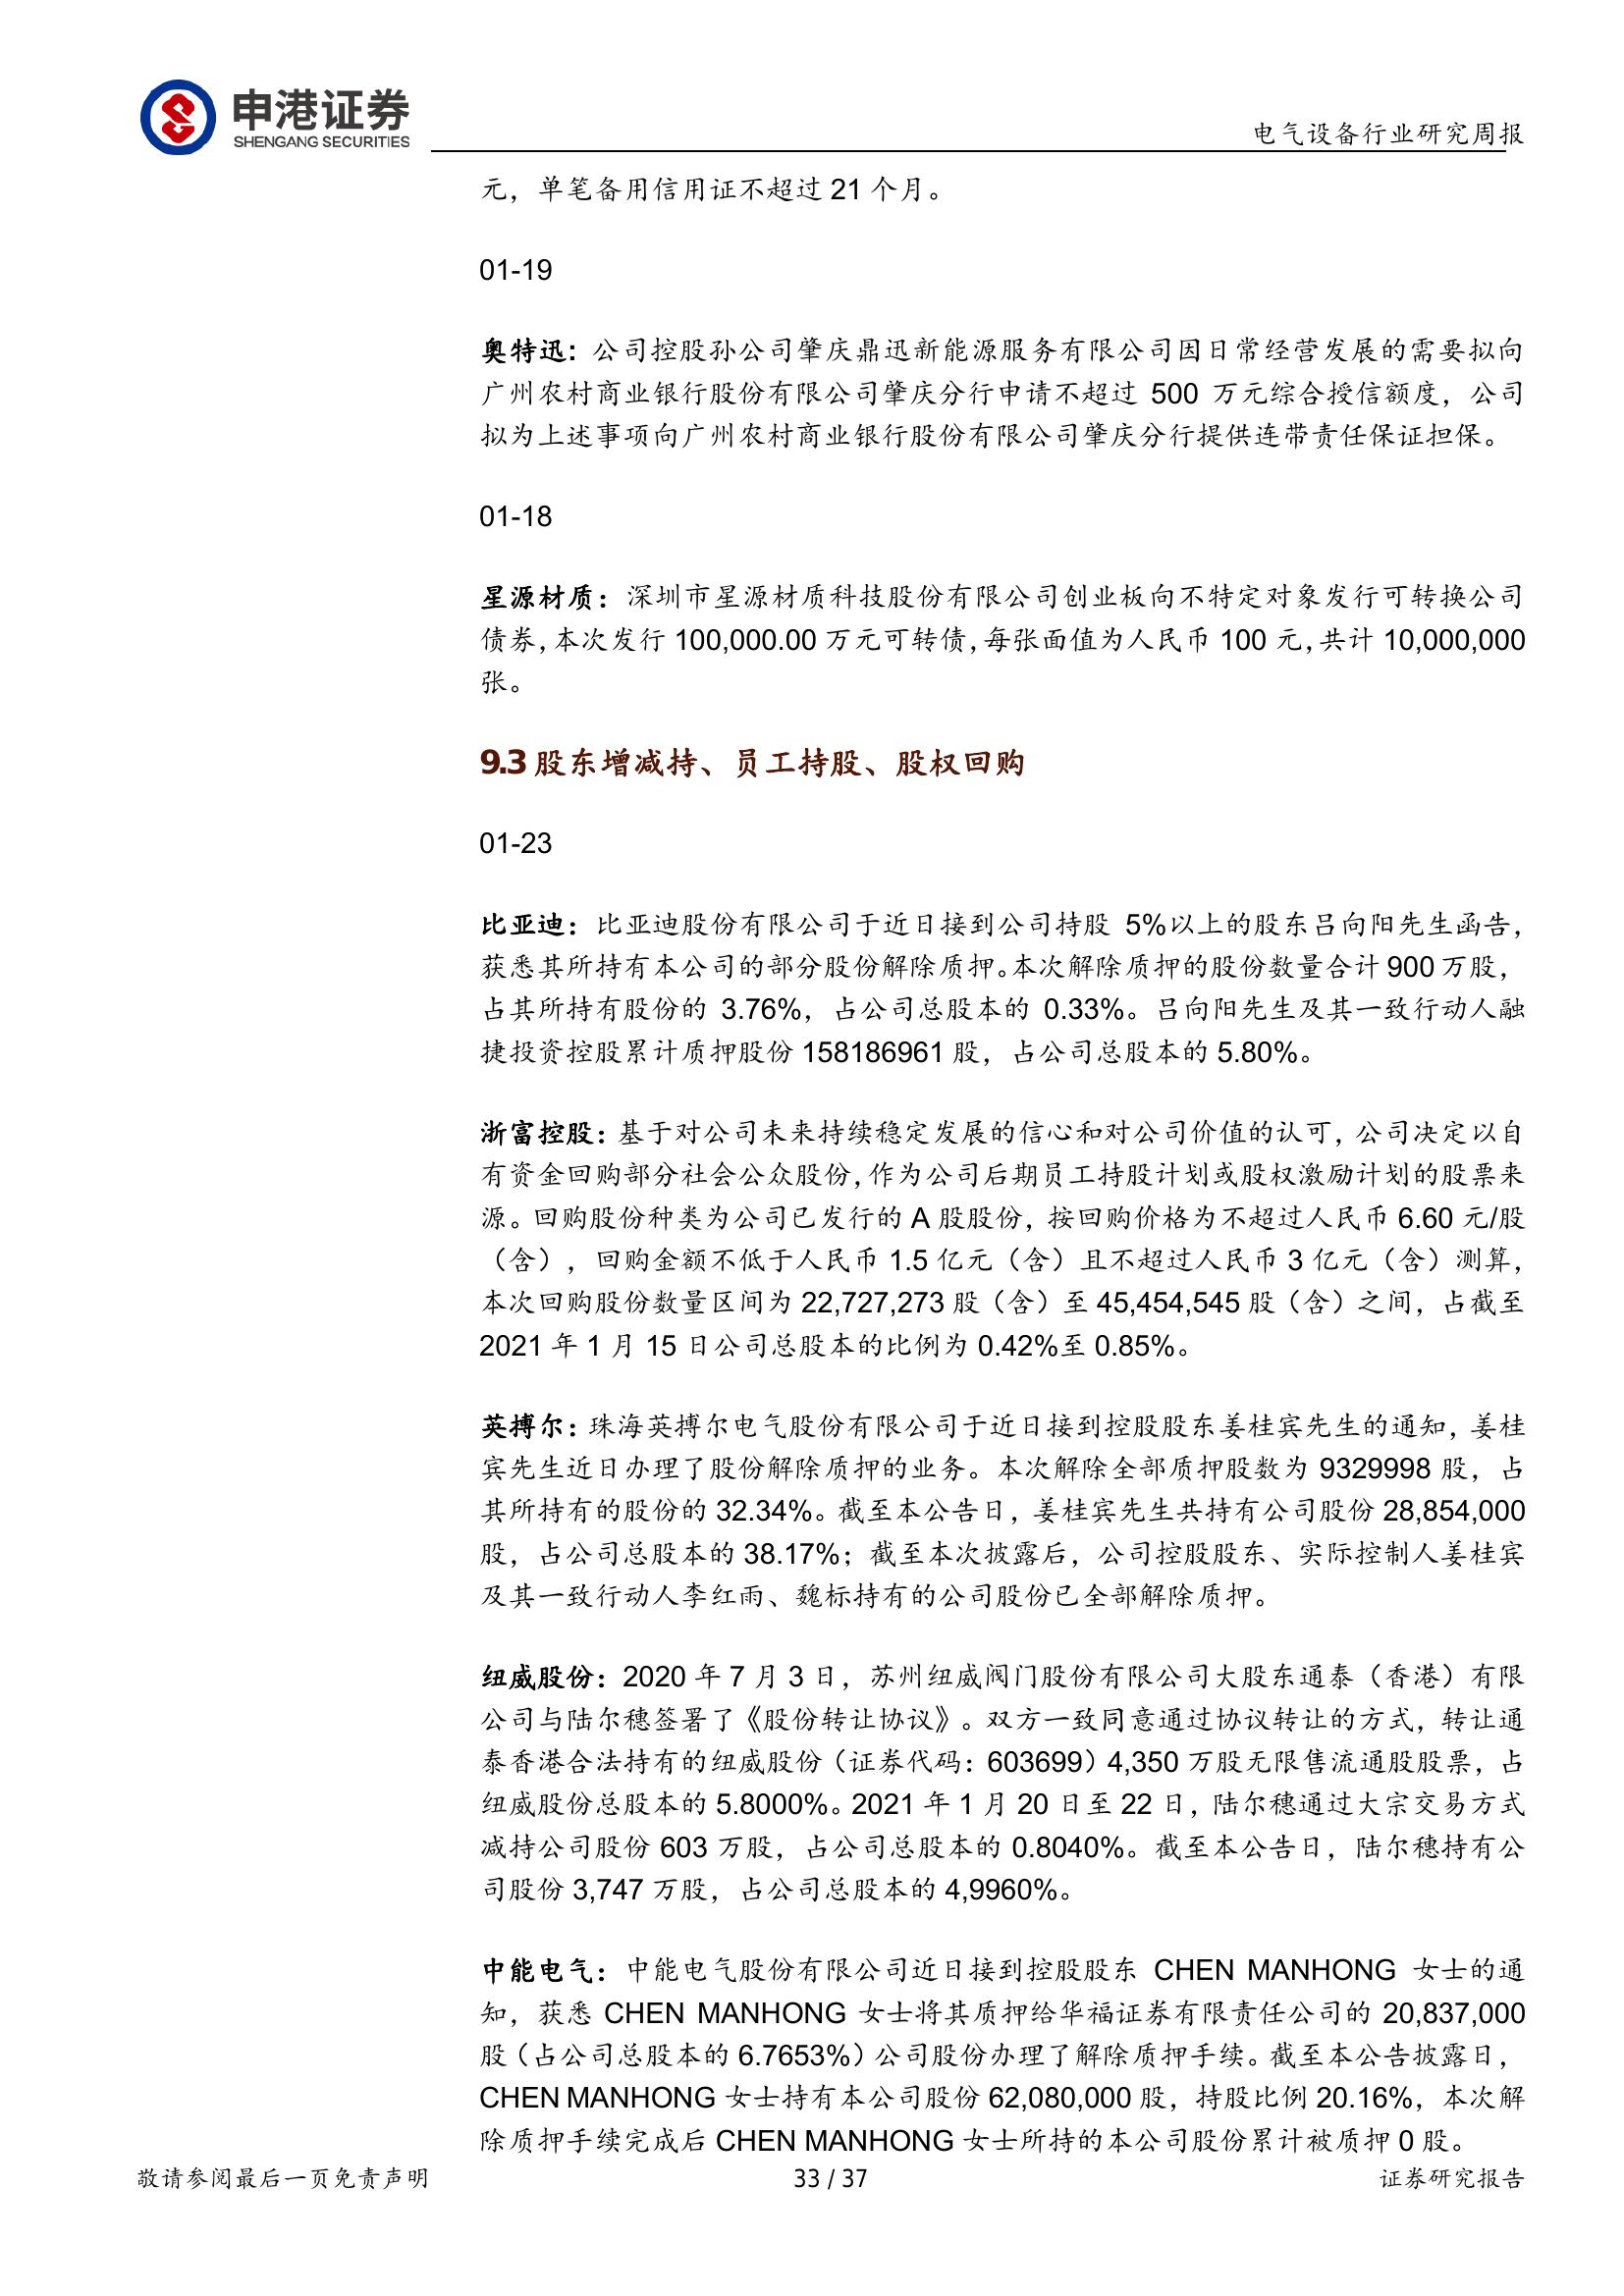 申港证券
SHENGANG SECURITIES
电气设备行业研究周报
元，单笔备用信用证不超过 21 个月。
01-19
奥特迅：公司控股孙公司肇庆鼎迅新能源服务有限公司因日常经营发展的需要拟向
广州农村商业银行股份有限公司肇庆分行申请不超过 500 万元综合授信额度，公司
拟为上述事项向广州农村商业银行股份有限公司肇庆分行提供连带责任保证担保。
01-18
星源材质：深圳市星源材质科技股份有限公司创业板向不特定对象发行可转换公司
债券，本次发行 100,000.00 万元可转债，每张面值为人民币 100 元，共计 10,000,000
张。
9.3 股东增减持、员工持股、股权回购
01-23
比亚迪：比亚迪股份有限公司于近日接到公司持股 5%以上的股东吕向阳先生函告，
获悉其所持有本公司的部分股份解除质押。本次解除质押的股份数量合计 900 万股，
占其所持有股份的 3.76%，占公司总股本的 0.33%。吕向阳先生及其一致行动人融
捷投资控股累计质押股份 158186961 股，占公司总股本的 5.80%。
浙富控股：基于对公司未来持续稳定发展的信心和对公司价值的认可，公司决定以自
有资金回购部分社会公众股份，作为公司后期员工持股计划或股权激励计划的股票来
源。回购股份种类为公司已发行的 A 股股份，按回购价格为不超过人民币 6.60 元/股
（含），回购金额不低于人民币 1.5 亿元（含）且不超过人民币 3 亿元（含）测算，
本次回购股份数量区间为 22,727,273 股（含）至 45,454,545 股（含）之间，占截至
2021 年 1 月 15 日公司总股本的比例为 0.42%至 0.85%。
英搏尔：珠海英搏尔电气股份有限公司于近日接到控股股东姜桂宾先生的通知，姜桂
宾先生近日办理了股份解除质押的业务。本次解除全部质押股数为 9329998 股，占
其所持有的股份的 32.34%。截至本公告日，姜桂宾先生共持有公司股份 28,854,000
股，占公司总股本的 38.17%；截至本次披露后，公司控股股东、实际控制人姜桂宾
及其一致行动人李红雨、魏标持有的公司股份已全部解除质押。
纽威股份：2020 年 7 月 3 日，苏州纽威阀门股份有限公司大股东通泰（香港）有限
公司与陆尔穗签署了《股份转让协议》。双方一致同意通过协议转让的方式，转让通
泰香港合法持有的纽威股份（证券代码：603699）4,350 万股无限售流通股股票，占
纽威股份总股本的 5.8000%。2021 年 1 月 20 日至 22 日，陆尔穗通过大宗交易方式
减持公司股份 603 万股，占公司总股本的 0.8040%。截至本公告日，陆尔穗持有公
司股份 3,747 万股，占公司总股本的 4,9960%。
中能电气：中能电气股份有限公司近日接到控股股东 CHEN MANHONG 女士的通
知，获悉 CHEN MANHONG 女士将其质押给华福证券有限责任公司的 20,837,000
股（占公司总股本的 6.7653%）公司股份办理了解除质押手续。截至本公告披露日，
CHEN MANHONG 女士持有本公司股份 62,080,000 股，持股比例 20.16%，本次解
除质押手续完成后 CHEN MANHONG 女士所持的本公司股份累计被质押 0 股。
敬请参阅最后一页免责声明
33 / 37
证券研究报告